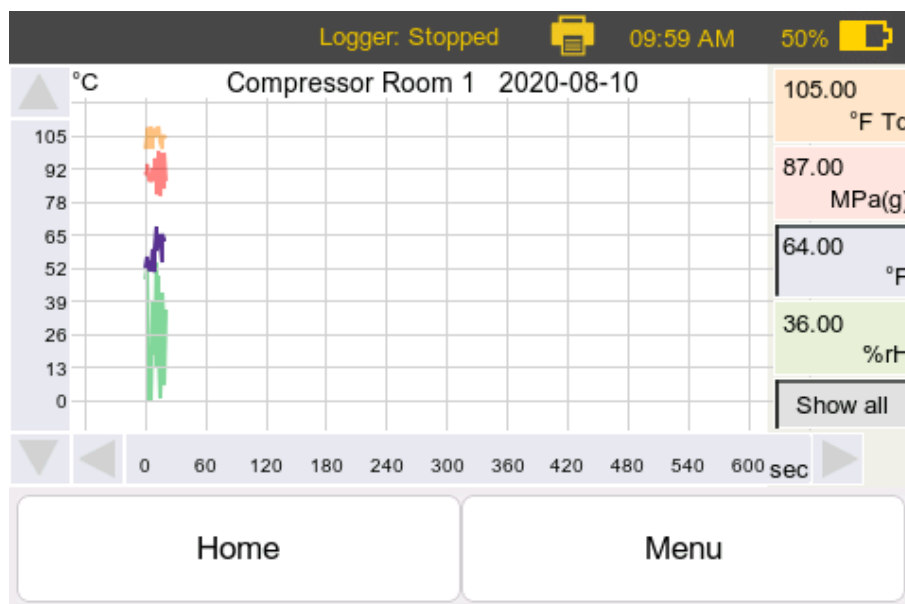 Logger: Stopped 09:59 AM 50%
°C Compressor Room 1 2020-08-10
105.00
°F Td
87.00
MPa(g)
64.00
°F
36.00
%rH
Show all
105
92
78
65
52
39
26
13
0
0 60 120 180 240 300 360 420 480 540 600 sec
Home Menu